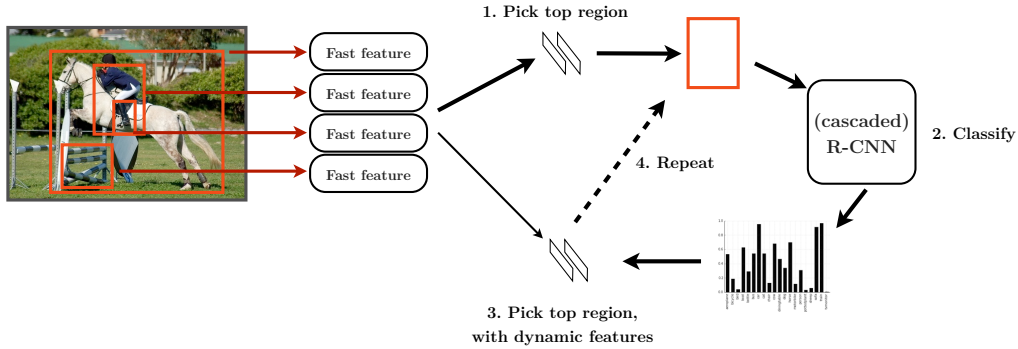 1. Pick top region
Fast feature
Fast feature
Fast feature
Fast feature
(cascaded)
R-CNN
2. Classify
4. Repeat
3. Pick top region,
with dynamic features